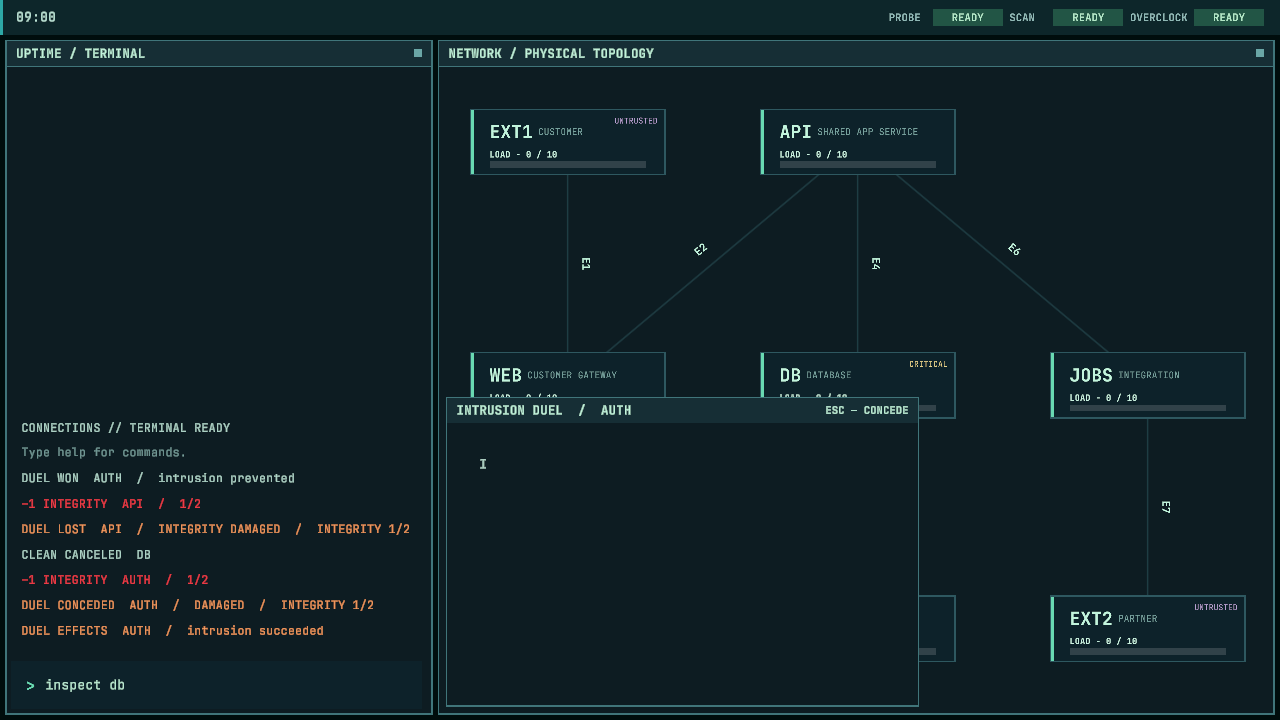 09:00
PROBE READY SCAN READY OVERCLOCK READY
UPTIME / TERMINAL
NETWORK / PHYSICAL TOPOLOGY
EXT1 CUSTOMER UNTRUSTED
LOAD - 0 / 10
API SHARED APP SERVICE
LOAD - 0 / 10
E1
E2
E4
E6
WEB CUSTOMER GATEWAY
DB DATABASE CRITICAL
JOBS INTEGRATION
LOAD - 0 / 10
INTRUSION DUEL / AUTH ESC — CONCEDE
I
E7
EXT2 PARTNER UNTRUSTED
LOAD - 0 / 10
CONNECTIONS // TERMINAL READY
Type help for commands.
DUEL WON AUTH / intrusion prevented
−1 INTEGRITY API / 1/2
DUEL LOST API / INTEGRITY DAMAGED / INTEGRITY 1/2
CLEAN CANCELED DB
−1 INTEGRITY AUTH / 1/2
DUEL CONCEDED AUTH / DAMAGED / INTEGRITY 1/2
DUEL EFFECTS AUTH / intrusion succeeded
> inspect db